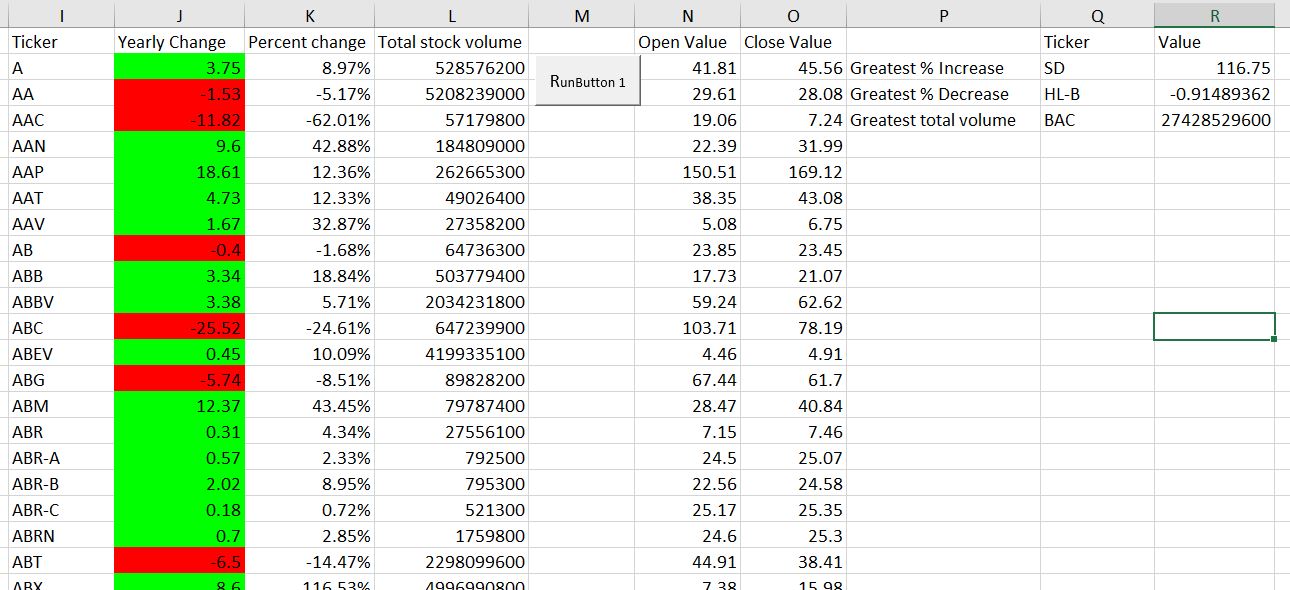 I J K L M N O P Q R
Ticker Yearly Change Percent change Total stock volume Open Value Close Value Ticker Value
A 3.75 8.97% 528576200 RunButton 1 41.81 45.56 Greatest % Increase SD 116.75
AA -1.53 -5.17% 5208239000 29.61 28.08 Greatest % Decrease HL-B -0.91489362
AAC -11.82 -62.01% 57179800 19.06 7.24 Greatest total volume BAC 27428529600
AAN 9.6 42.88% 184809000 22.39 31.99
AAP 18.61 12.36% 262665300 150.51 169.12
AAT 4.73 12.33% 49026400 38.35 43.08
AAV 1.67 32.87% 27358200 5.08 6.75
AB -0.4 -1.68% 64736300 23.85 23.45
ABB 3.34 18.84% 503779400 17.73 21.07
ABBV 3.38 5.71% 2034231800 59.24 62.62
ABC -25.52 -24.61% 647239900 103.71 78.19
ABEV 0.45 10.09% 4199335100 4.46 4.91
ABG -5.74 -8.51% 89828200 67.44 61.7
ABM 12.37 43.45% 79787400 28.47 40.84
ABR 0.31 4.34% 27556100 7.15 7.46
ABR-A 0.57 2.33% 792500 24.5 25.07
ABR-B 2.02 8.95% 795300 22.56 24.58
ABR-C 0.18 0.72% 521300 25.17 25.35
ABRN 0.7 2.85% 1759800 24.6 25.3
ABT -6.5 -14.47% 2298099600 44.91 38.41
ABX 8.6 116.53% 4996990800 7.38 15.98